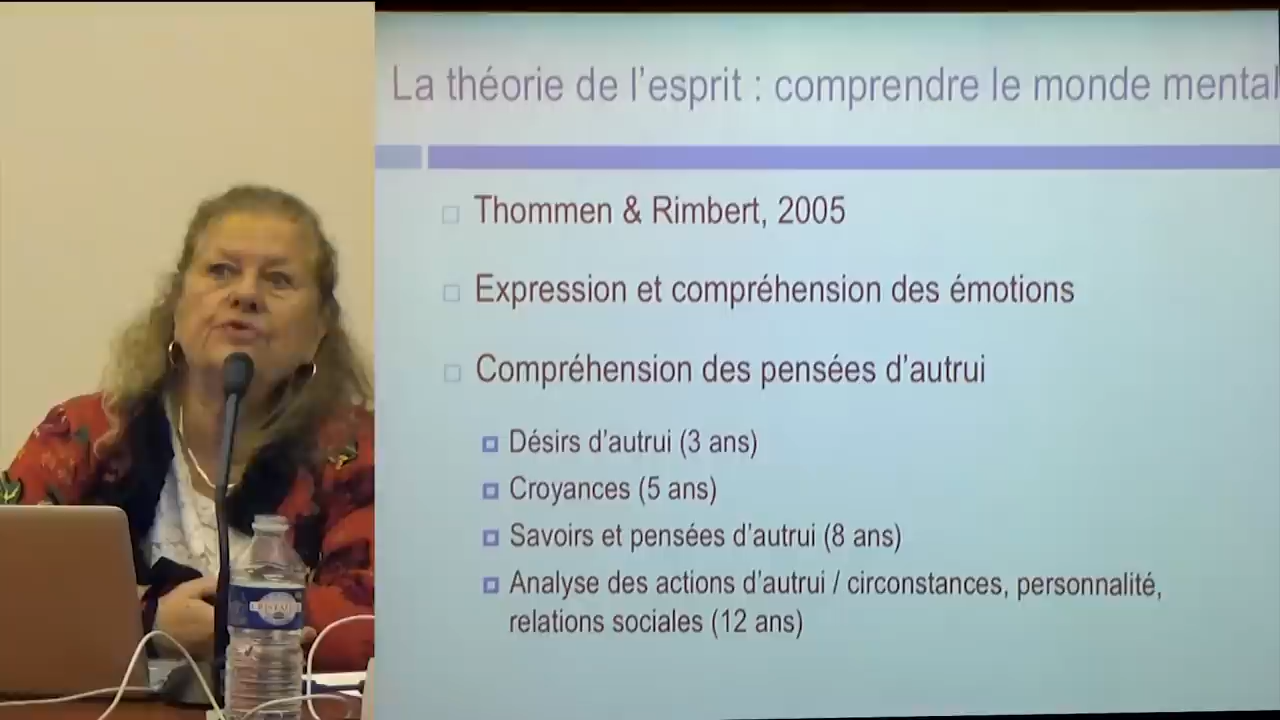 La théorie de l'esprit : comprendre le monde mental
Thommen & Rimbert, 2005
Expression et compréhension des émotions
Compréhension des pensées d'autrui
Désirs d'autrui (3 ans)
Croyances (5 ans)
Savoirs et pensées d'autrui (8 ans)
Analyse des actions d'autrui / circonstances, personnalité,
relations sociales (12 ans)